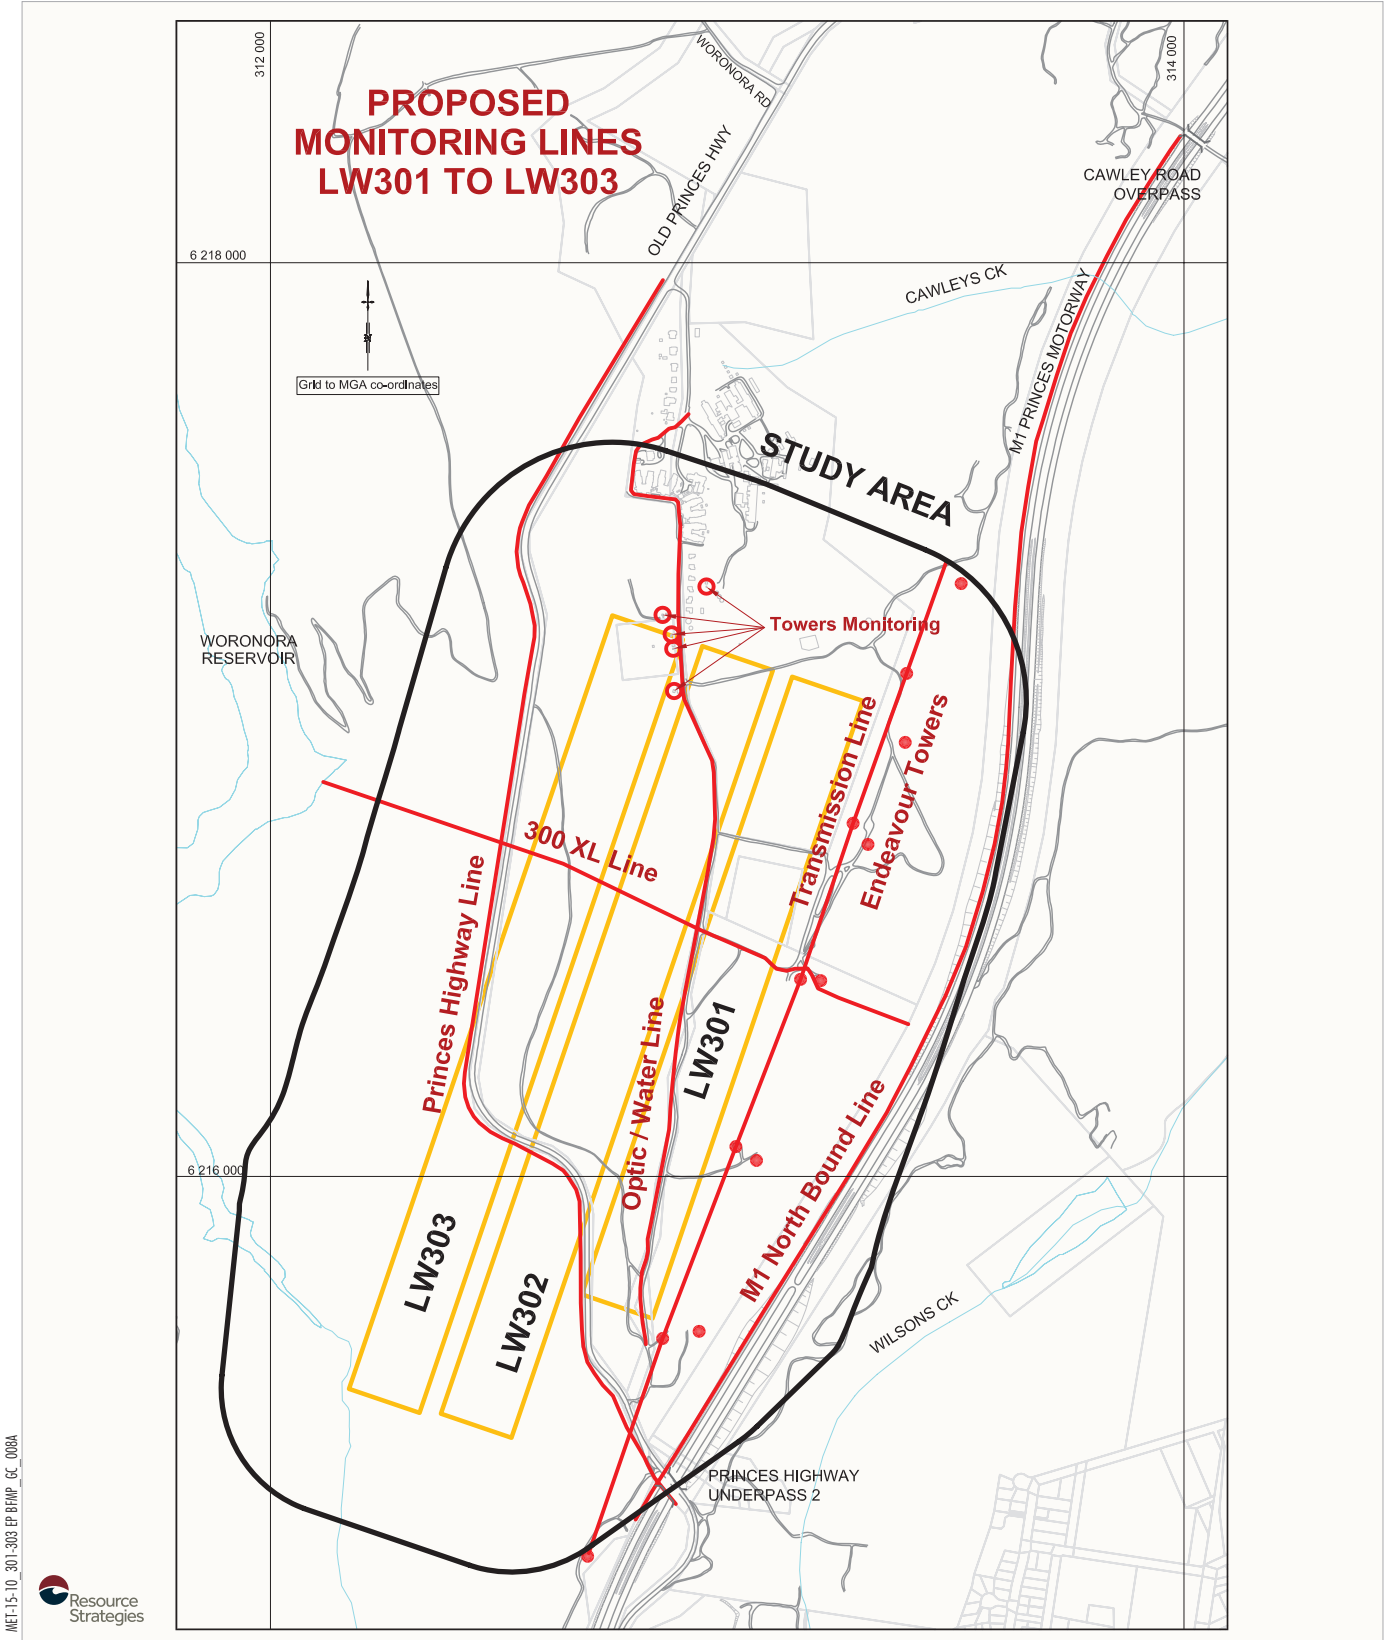 312 000
314 000
WORONORA RD
PROPOSED
MONITORING LINES
LW301 TO LW303
OLD PRINCES HWY
CAWLEY ROAD
OVERPASS
6 218 000
CAWLEYS CK
M1 PRINCES MOTORWAY
N
Grid to MGA co-ordinates
STUDY AREA
Towers Monitoring
WORONORA
RESERVOIR
Transmission Line
Endeavour Towers
300 XL Line
Princes Highway Line
Optic / Water Line
LW301
M1 North Bound Line
6 216 000
LW303
LW302
WILSONS CK
PRINCES HIGHWAY
UNDERPASS 2
MET-15-10_301-303 EP BFMP_GC_008A
Resource
Strategies